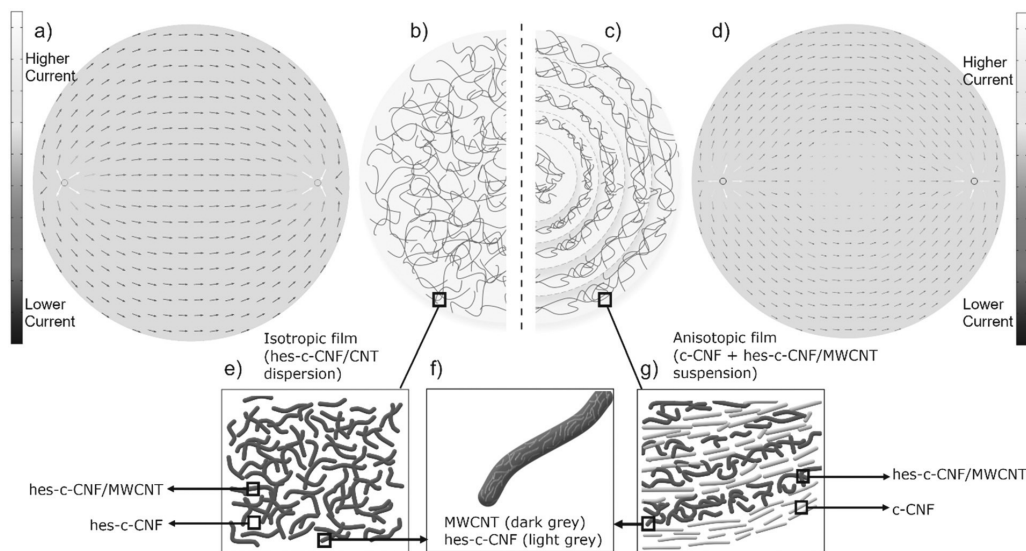 a)
b)
c)
d)
Higher
Current
Higher
Current
Lower
Current
Lower
Current
Isotropic film
(hes-c-CNF/CNT
dispersion)
Anisotopic film
(c-CNF + hes-c-CNF/MWCNT
suspension)
e)
f)
g)
hes-c-CNF/MWCNT
hes-c-CNF
MWCNT (dark grey)
hes-c-CNF (light grey)
hes-c-CNF/MWCNT
c-CNF